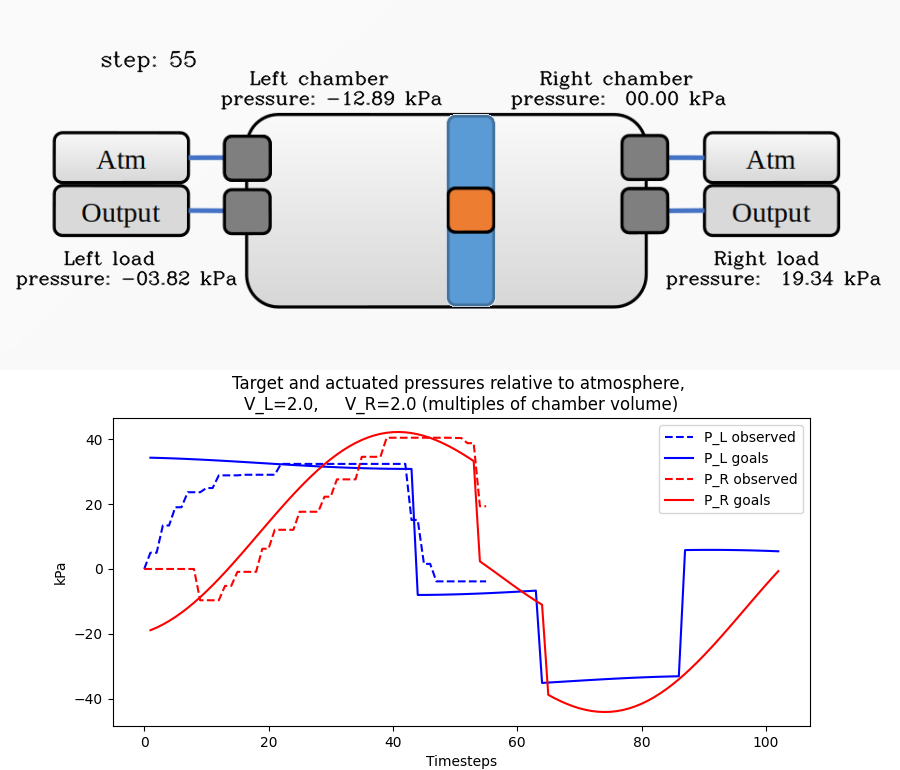 step: 55
Left chamber
pressure: −12.89 kPa
Right chamber
pressure: 00.00 kPa
Atm
Output
Atm
Output
Left load
pressure: −03.82 kPa
Right load
pressure: 19.34 kPa
Target and actuated pressures relative to atmosphere,
V_L=2.0, V_R=2.0 (multiples of chamber volume)
P_L observed
P_L goals
P_R observed
P_R goals
40
20
0
−20
−40
kPa
0 20 40 60 80 100
Timesteps